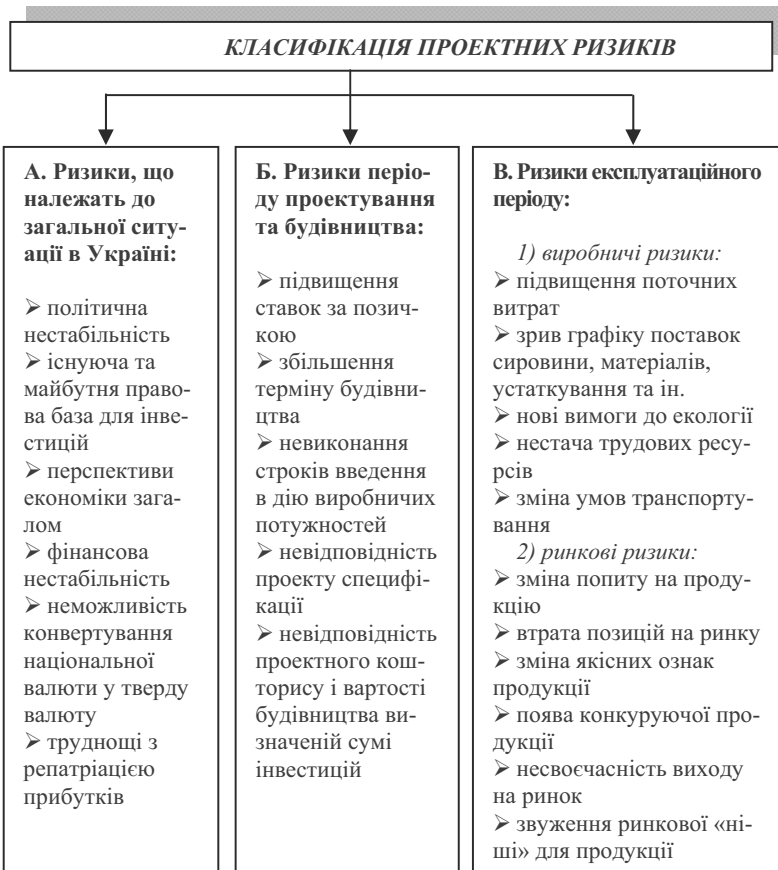 КЛАСИФІКАЦІЯ ПРОЕКТНИХ РИЗИКІВ
А. Ризики, що
належать до
загальної ситу-
ації в Україні:
➢ політична
нестабільність
➢ існуюча та
майбутня право-
ва база для інве-
стицій
➢ перспективи
економіки зага-
лом
➢ фінансова
нестабільність
➢ неможливість
конвертування
національної
валюти у тверду
валюту
➢ труднощі з
репатріацією
прибутків
Б. Ризики періо-
ду проектування
та будівництва:
➢ підвищення
ставок за позич-
кою
➢ збільшення
терміну будівни-
цтва
➢ невиконання
строків введення
в дію виробничих
потужностей
➢ невідповідність
проекту специфі-
кації
➢ невідповідність
проектного кош-
торису і вартості
будівництва ви-
значеній сумі
інвестицій
В. Ризики експлуатаційного
періоду:
1) виробничі ризики:
➢ підвищення поточних
витрат
➢ зрив графіку поставок
сировини, матеріалів,
устаткування та ін.
➢ нові вимоги до екології
➢ нестача трудових ресу-
рсів
➢ зміна умов транспорту-
вання
2) ринкові ризики:
➢ зміна попиту на проду-
кцію
➢ втрата позицій на ринку
➢ зміна якісних ознак
продукції
➢ поява конкуруючої про-
дукції
➢ несвоєчасність виходу
на ринок
➢ звуження ринкової «ні-
ші» для продукції